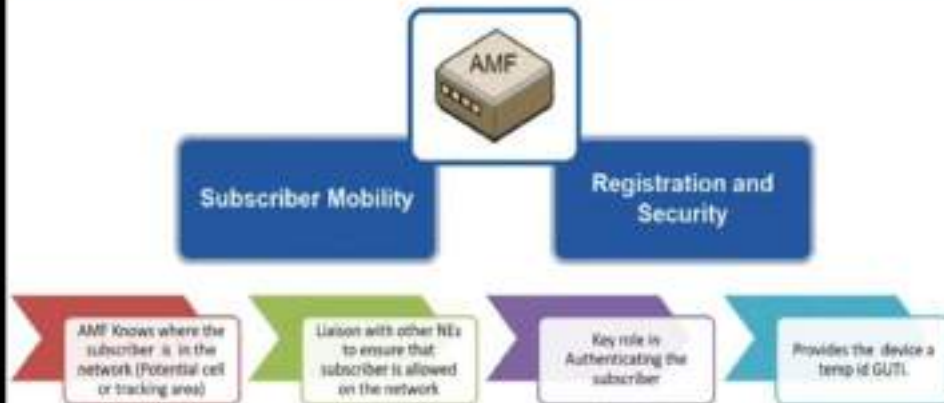 AMF
Subscriber Mobility
Registration and
Security
AMF Knows where the
subscriber is in the
network (Potential cell
or tracking area)
Liaison with other NEs
to ensure that
subscriber is allowed
on the network
Key role in
Authenticating the
subscriber
Provides the device a
temp id GUTI.